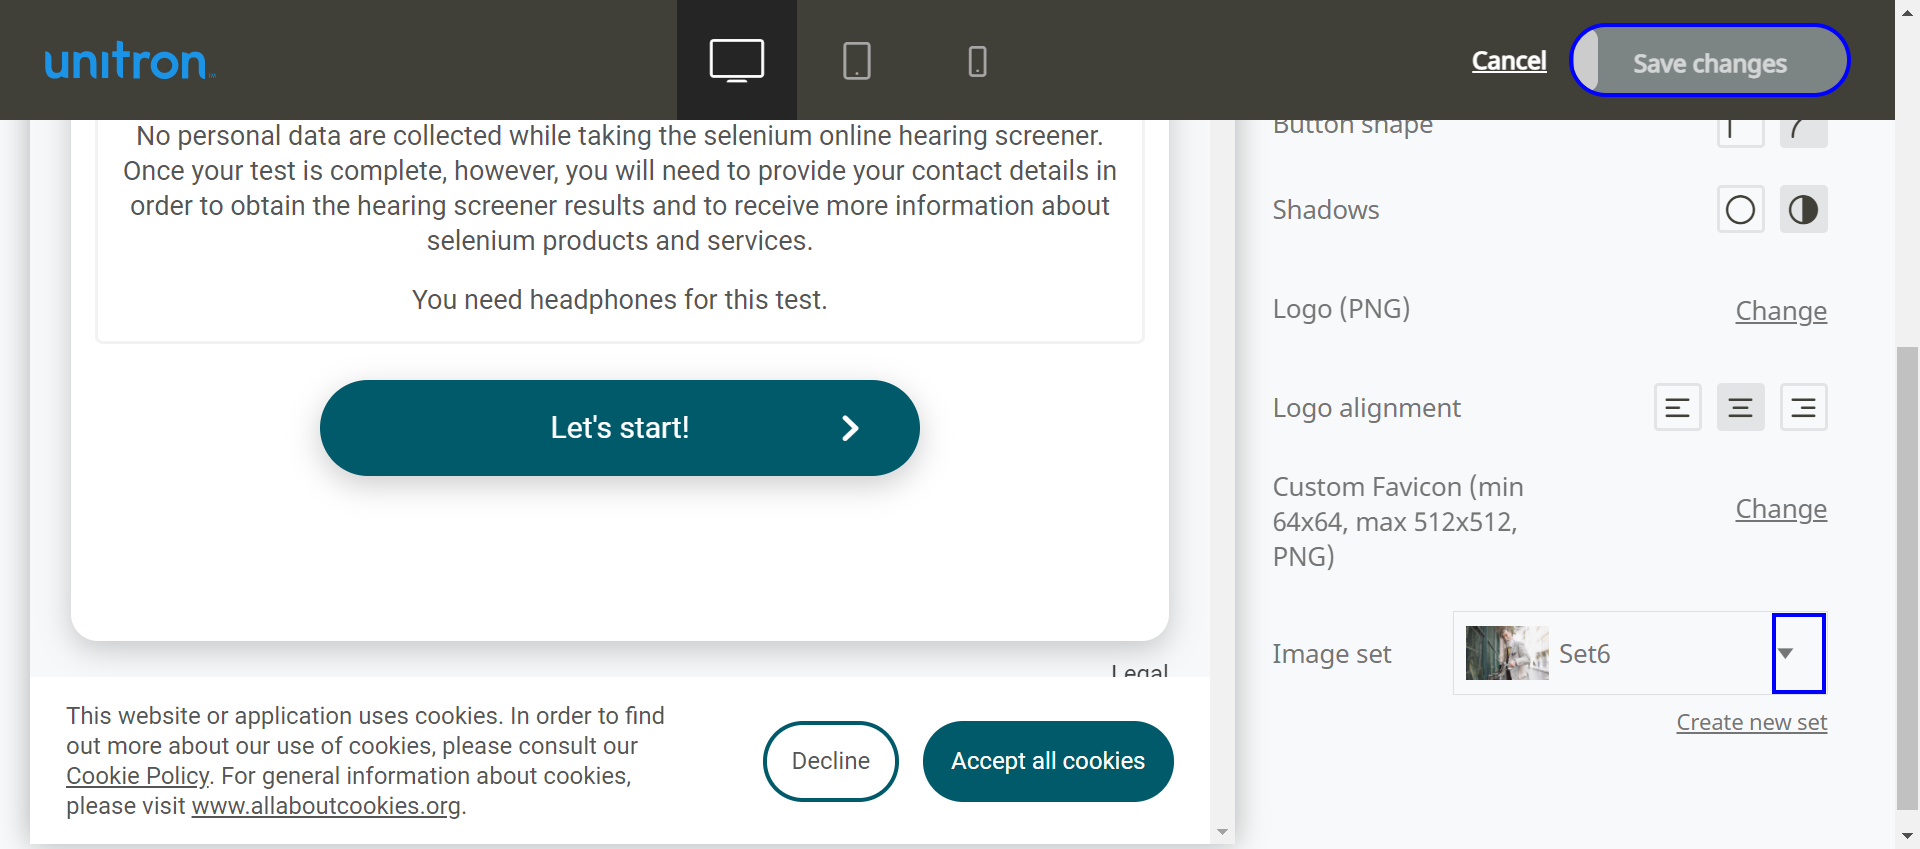 unitron™
Cancel
Save changes
No personal data are collected while taking the selenium online hearing screener.
Once your test is complete, however, you will need to provide your contact details in
order to obtain the hearing screener results and to receive more information about
selenium products and services.
You need headphones for this test.
Let's start!
Legal
This website or application uses cookies. In order to find
out more about our use of cookies, please consult our
Cookie Policy. For general information about cookies,
please visit www.allaboutcookies.org.
Decline
Accept all cookies
Button shape
Shadows
Logo (PNG)
Change
Logo alignment
Custom Favicon (min
64x64, max 512x512,
PNG)
Change
Image set
Set6
Create new set